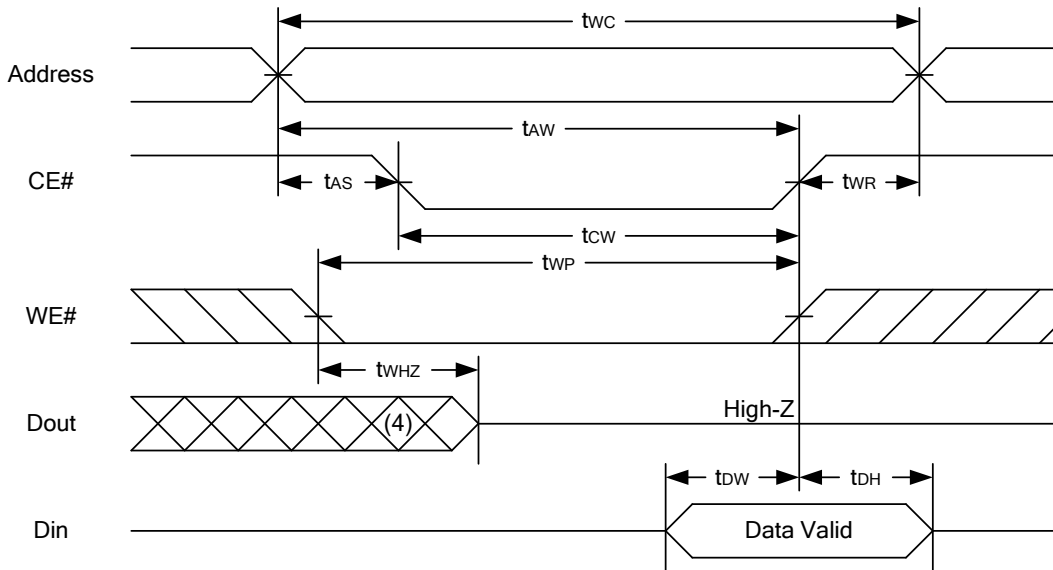 tWC
Address
tAW
CE#
tAS
tWR
tCW
tWP
WE#
tWHZ
Dout
(4)
High-Z
tDW
tDH
Din
Data Valid